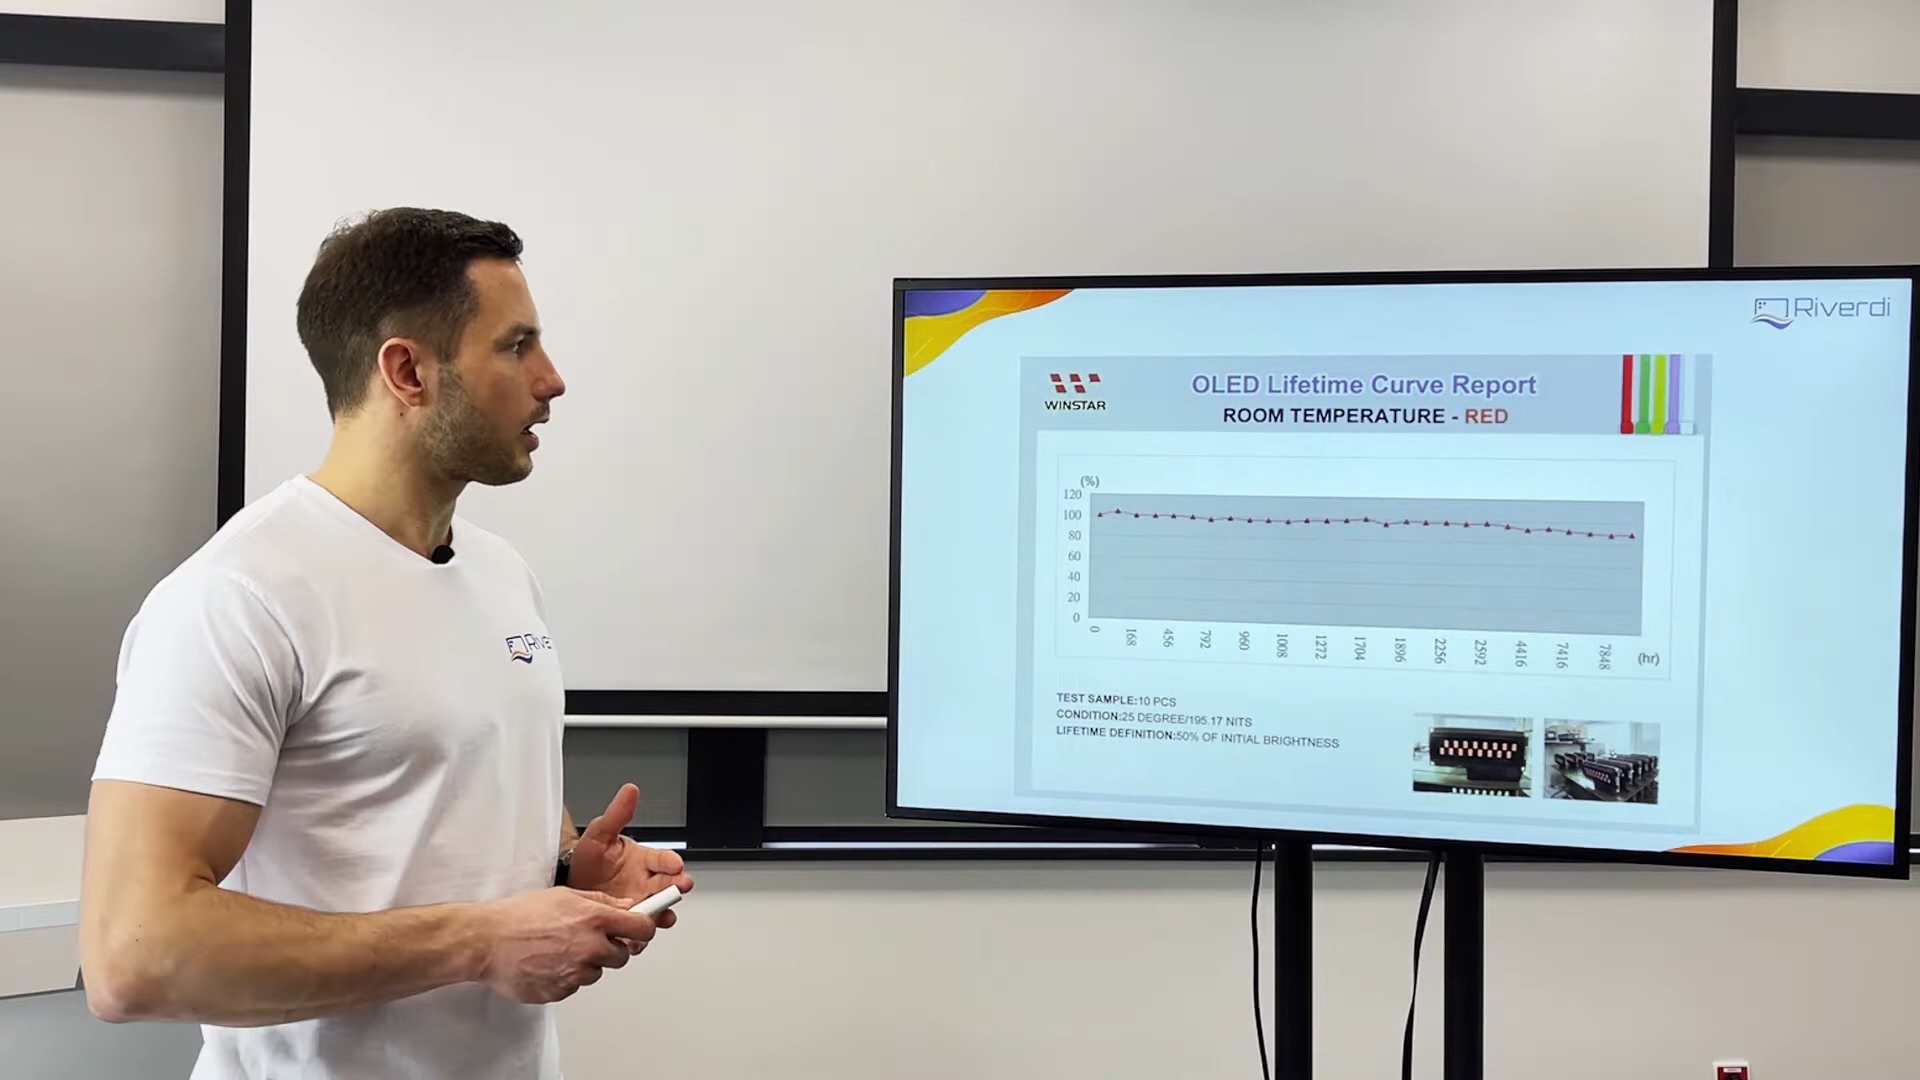 Riverdi
WINSTAR
OLED Lifetime Curve Report
ROOM TEMPERATURE - RED
(%)
120
100
80
60
40
20
0
0 168 456 792 960 1008 1272 1704 1896 2256 2592 4416 7416 7848 (hr)
TEST SAMPLE:10 PCS
CONDITION:25 DEGREE/195.17 NITS
LIFETIME DEFINITION:50% OF INITIAL BRIGHTNESS
Rive